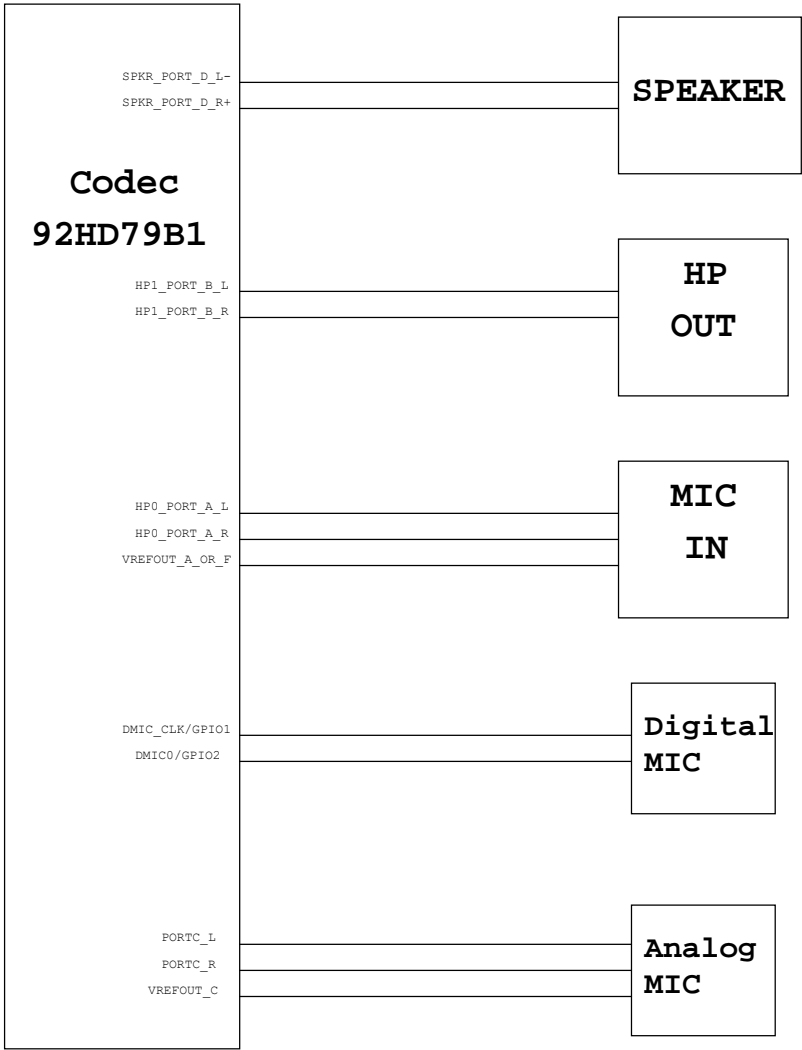 SPKR_PORT_D_L-
SPKR_PORT_D_R+
SPEAKER
Codec
92HD79B1
HP1_PORT_B_L
HP1_PORT_B_R
HP
OUT
HP0_PORT_A_L
HP0_PORT_A_R
VREFOUT_A_OR_F
MIC
IN
DMIC_CLK/GPIO1
DMIC0/GPIO2
Digital
MIC
PORTC_L
PORTC_R
VREFOUT_C
Analog
MIC